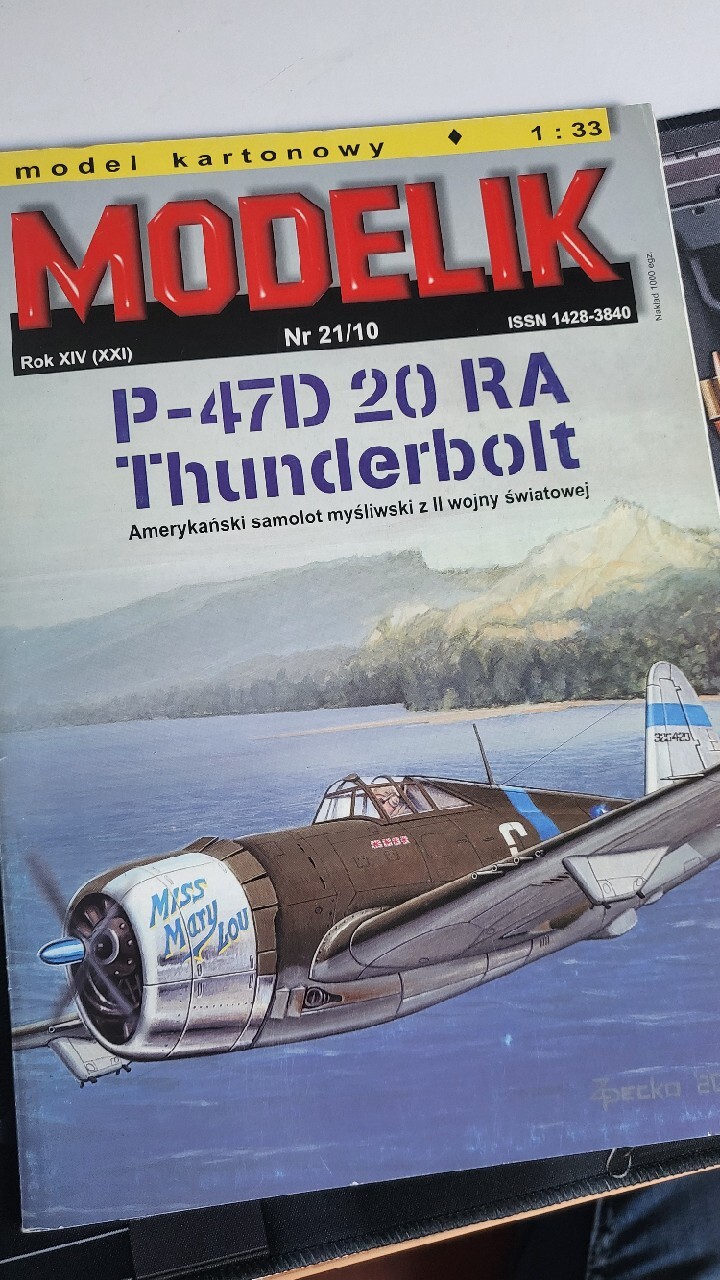 model kartonowy ♦ 1 : 33
MODELIK
Nakład 1000 egz.
Rok XIV (XXI) Nr 21/10 ISSN 1428-3840
P-47D 20 RA
Thunderbolt
Amerykański samolot myśliwski z II wojny światowej
325423
Miss
Mary
Lou